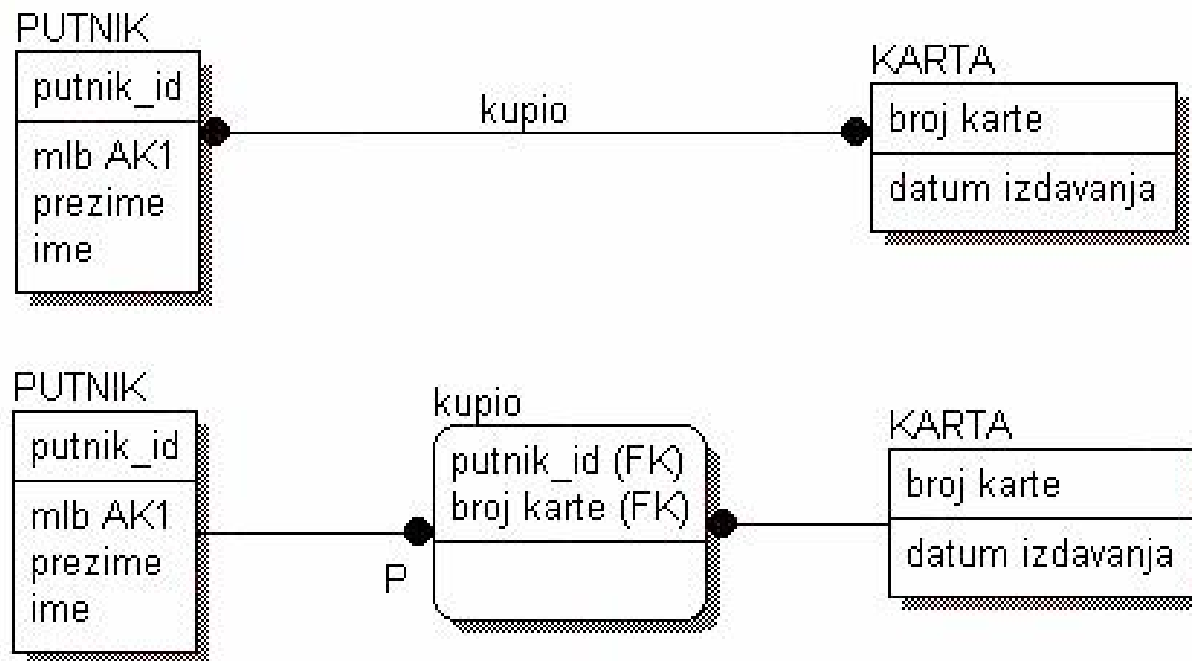 PUTNIK
putnik_id
mlb AK1
prezime
ime
kupio
KARTA
broj karte
datum izdavanja
PUTNIK
putnik_id
mlb AK1
prezime
ime
P
kupio
putnik_id (FK)
broj karte (FK)
KARTA
broj karte
datum izdavanja